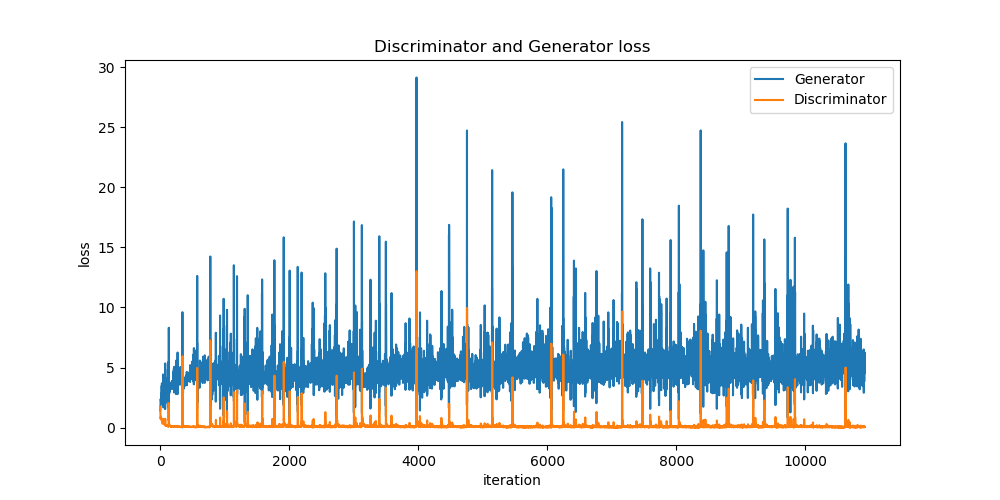 Discriminator and Generator loss
Generator
Discriminator
30
25
20
15
10
5
0
loss
0 2000 4000 6000 8000 10000
iteration